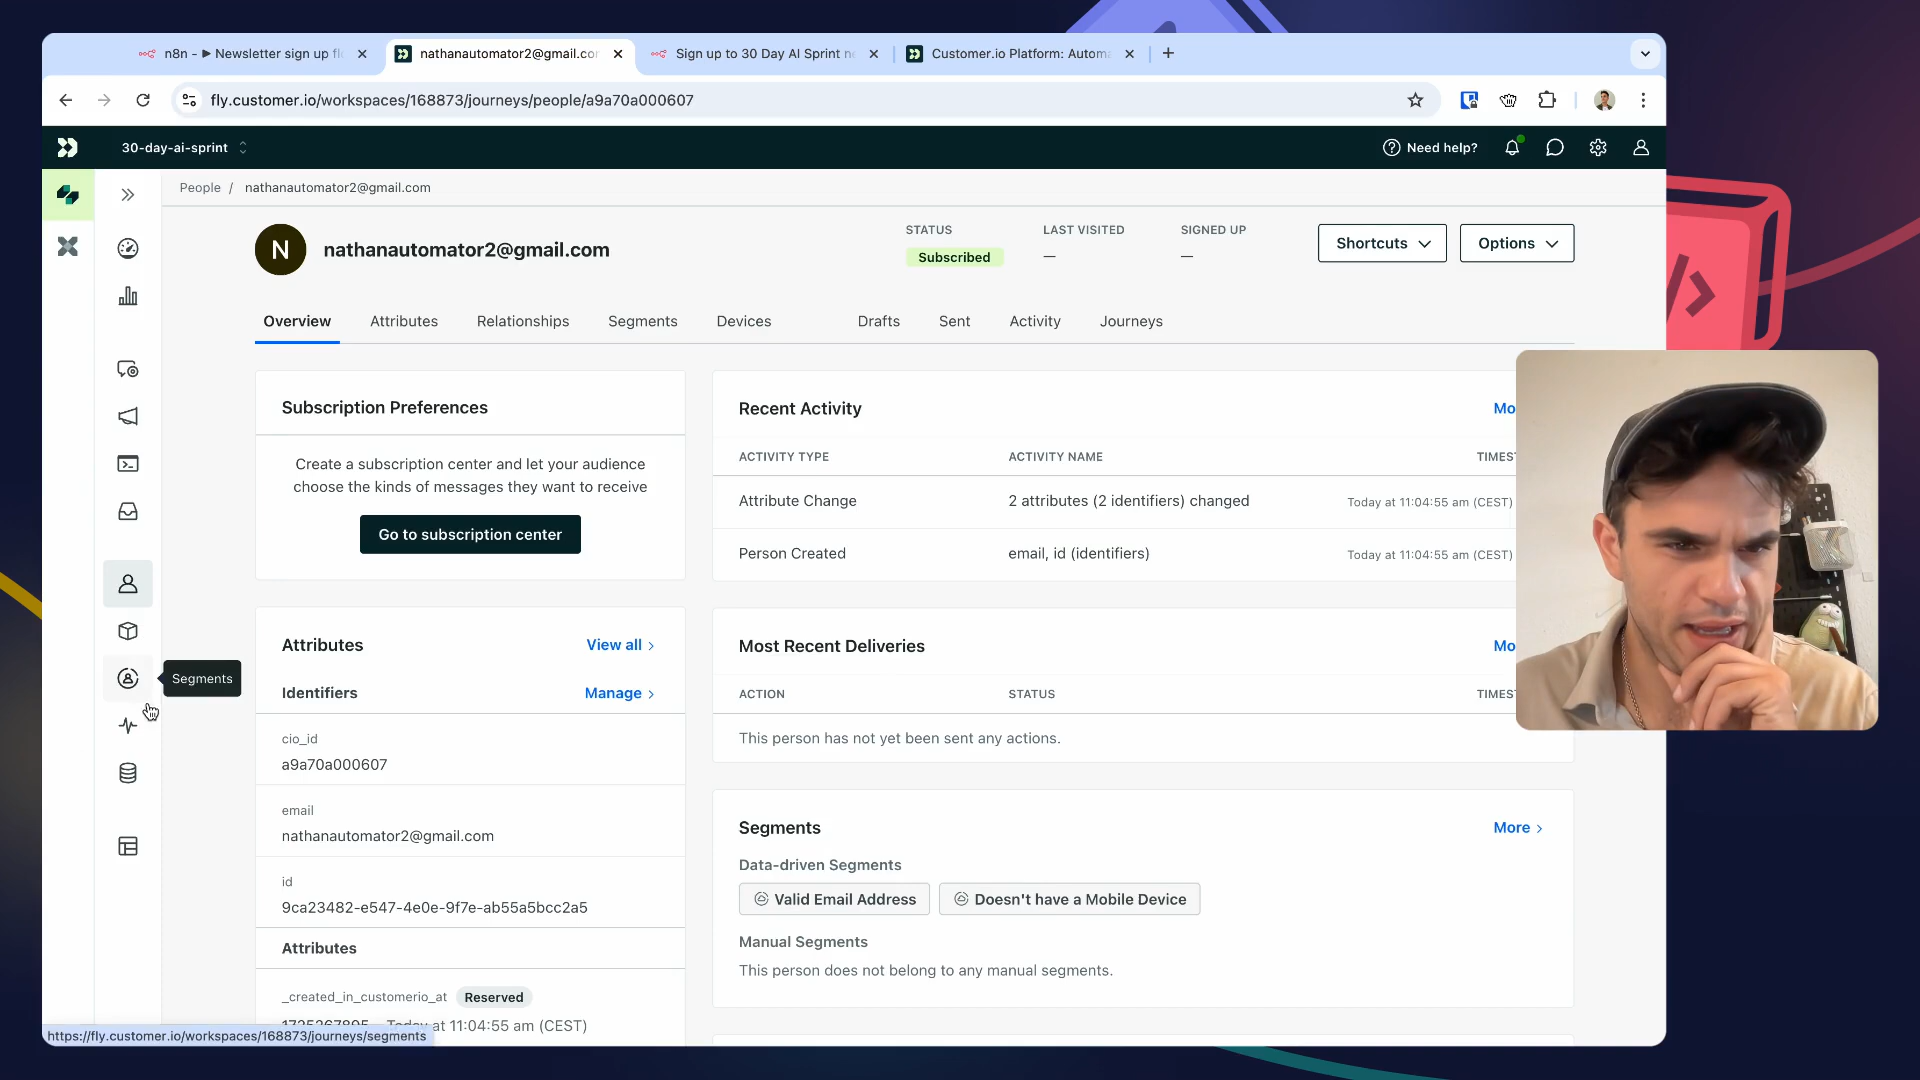 n8n - ▶ Newsletter sign up fl
nathanautomator2@gmail.co
Sign up to 30 Day AI Sprint ne
Customer.io Platform: Automa
fly.customer.io/workspaces/168873/journeys/people/a9a70a000607
30-day-ai-sprint
Need help?
People / nathanautomator2@gmail.com
N
nathanautomator2@gmail.com
STATUS
Subscribed
LAST VISITED
—
SIGNED UP
—
Shortcuts
Options
Overview
Attributes
Relationships
Segments
Devices
Drafts
Sent
Activity
Journeys
Subscription Preferences
Create a subscription center and let your audience
choose the kinds of messages they want to receive
Go to subscription center
Recent Activity
Mo
ACTIVITY TYPE
ACTIVITY NAME
TIMEST
Attribute Change
2 attributes (2 identifiers) changed
Today at 11:04:55 am (CEST)
Person Created
email, id (identifiers)
Today at 11:04:55 am (CEST)
Segments
Attributes
View all
Identifiers
Manage
cio_id
a9a70a000607
email
nathanautomator2@gmail.com
id
9ca23482-e547-4e0e-9f7e-ab55a5bcc2a5
Attributes
_created_in_customerio_at
Reserved
1725267895 Today at 11:04:55 am (CEST)
Most Recent Deliveries
Mo
ACTION
STATUS
TIMEST
This person has not yet been sent any actions.
Segments
More
Data-driven Segments
Valid Email Address
Doesn't have a Mobile Device
Manual Segments
This person does not belong to any manual segments.
https://fly.customer.io/workspaces/168873/journeys/segments